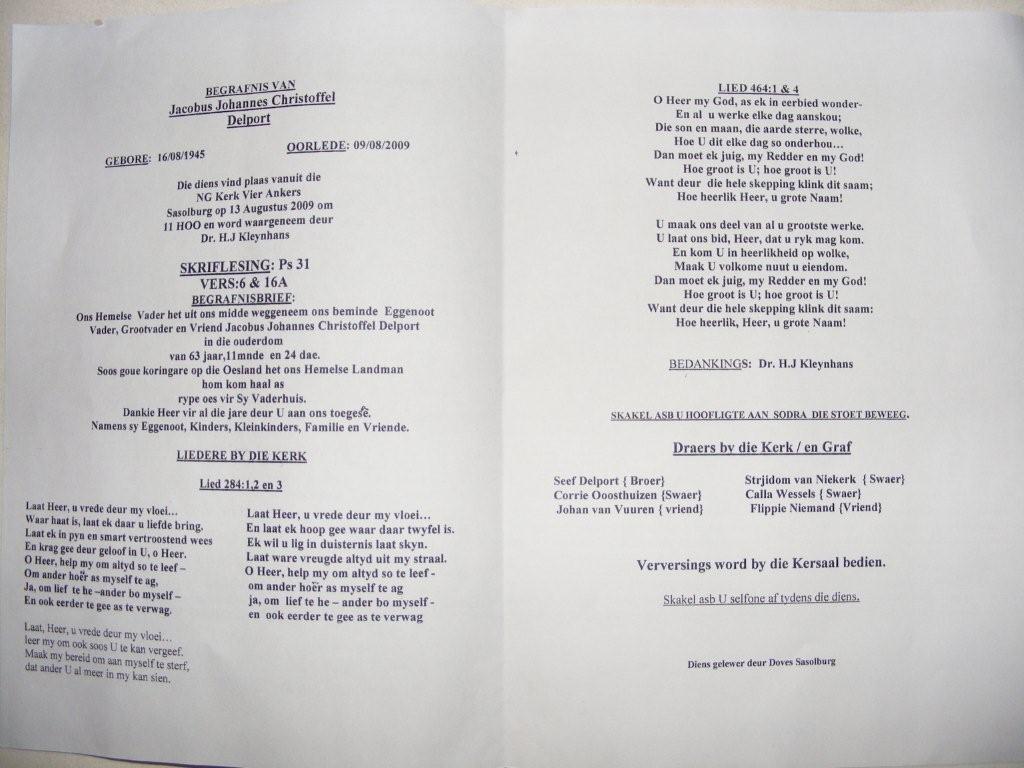 BEGRAFNIS VAN
Jacobus Johannes Christoffel
Delport
GEBORE: 16/08/1945 OORLEDE: 09/08/2009
Die diens vind plaas vanuit die
NG Kerk Vier Ankers
Sasolburg op 13 Augustus 2009 om
11 HOO en word waargeneem deur
Dr. H.J Kleynhans
SKRIFLESING: Ps 31
VERS:6 & 16A
BEGRAFNISBRIEF:
Ons Hemelse Vader het uit ons midde weggeneem ons beminde Eggenoot
Vader, Grootvader en Vriend Jacobus Johannes Christoffel Delport
in die ouderdom
van 63 jaar,11mnde en 24 dae.
Soos goue koringare op die Oesland het ons Hemelse Landman
hom kom haal as
rype oes vir Sy Vaderhuis.
Dankie Heer vir al die jare deur U aan ons toegesê.
Namens sy Eggenoot, Kinders, Kleinkinders, Familie en Vriende.
LIEDERE BY DIE KERK
Lied 284:1,2 en 3
Laat Heer, u vrede deur my vloei…
Waar haat is, laat ek daar u liefde bring.
Laat ek in pyn en smart vertroostend wees
En krag gee deur geloof in U, o Heer.
O Heer, help my om altyd so te leef –
Om ander hoër as myself te ag,
Ja, om lief te he –ander bo myself –
En ook eerder te gee as te verwag.
Laat, Heer, u vrede deur my vloei…
leer my om ook soos U te kan vergeef.
Maak my bereid om aan myself te sterf,
dat ander U al meer in my kan sien.
Laat Heer, u vrede deur my vloei…
En laat ek hoop gee waar daar twyfel is.
Ek wil u lig in duisternis laat skyn.
Laat ware vreugde altyd uit my straal.
O Heer, help my om altyd so te leef -
om ander hoër as myself te ag
ja, om lief te he – ander bo myself -
en ook eerder te gee as te verwag
LIED 464:1 & 4
O Heer my God, as ek in eerbied wonder-
En al u werke elke dag aanskou;
Die son en maan, die aarde sterre, wolke,
Hoe U dit elke dag so onderhou…
Dan moet ek juig, my Redder en my God!
Hoe groot is U; hoe groot is U!
Want deur die hele skepping klink dit saam;
Hoe heerlik Heer, u grote Naam!
U maak ons deel van al u grootste werke.
U laat ons bid, Heer, dat u ryk mag kom.
En kom U in heerlikheid op wolke,
Maak U volkome nuut u eiendom.
Dan moet ek juig, my Redder en my God!
Hoe groot is U; hoe groot is U!
Want deur die hele skepping klink dit saam:
Hoe heerlik, Heer, u grote Naam!
BEDANKINGS: Dr. H.J Kleynhans
SKAKEL ASB U HOOFLIGTE AAN SODRA DIE STOET BEWEEG.
Draers by die Kerk / en Graf
Seef Delport { Broer} Strjidom van Niekerk { Swaer}
Corrie Ooosthuizen {Swaer} Calla Wessels { Swaer}
Johan van Vuuren { vriend} Flippie Niemand {Vriend}
Verversings word by die Kersaal bedien.
Skakel asb U selfone af tydens die diens.
Diens gelewer deur Doves Sasolburg